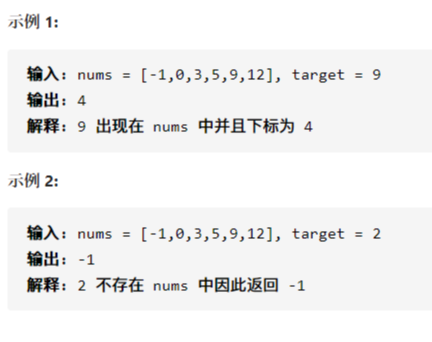 示例 1:
输入：nums = [-1,0,3,5,9,12], target = 9
输出：4
解释：9 出现在 nums 中并且下标为 4
示例 2:
输入：nums = [-1,0,3,5,9,12], target = 2
输出：-1
解释：2 不存在 nums 中因此返回 -1